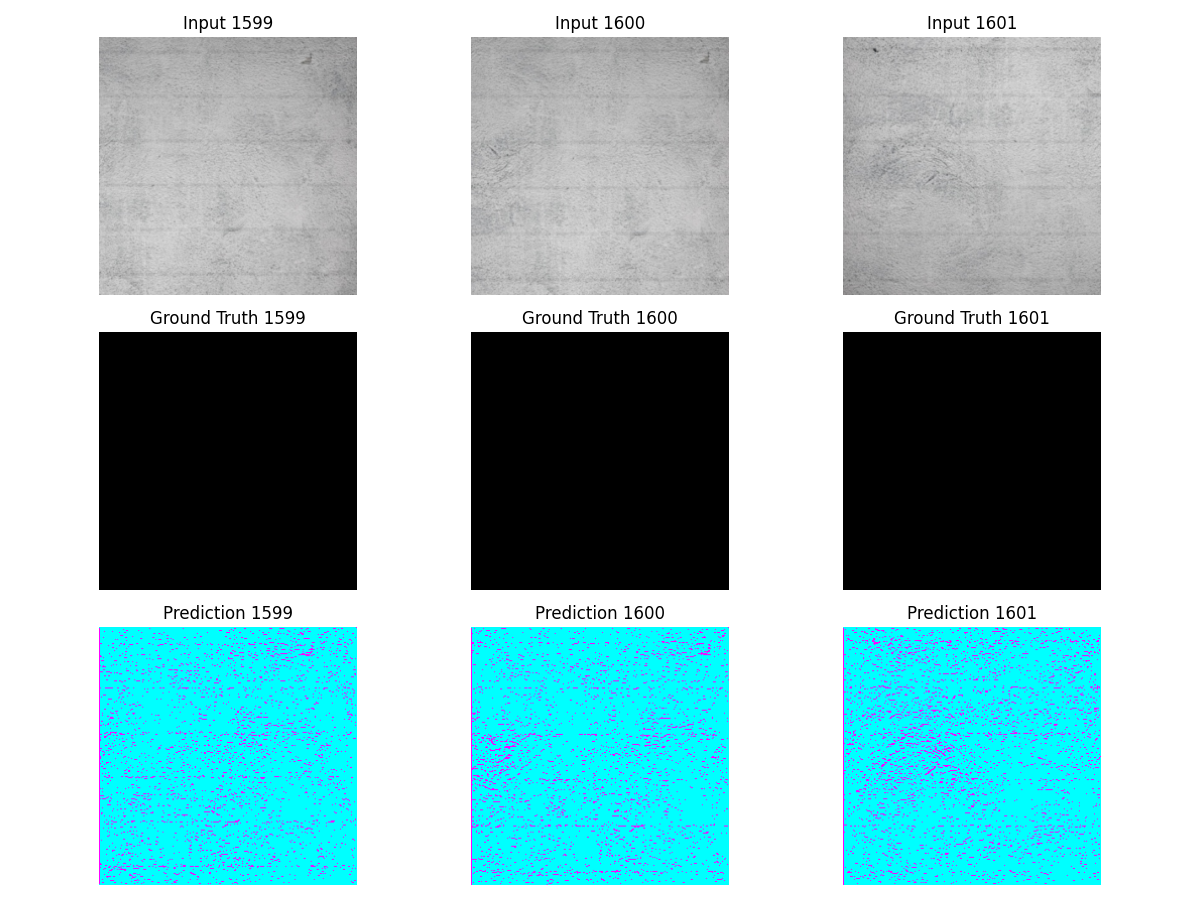 Input 1599
Input 1600
Input 1601
Ground Truth 1599
Ground Truth 1600
Ground Truth 1601
Prediction 1599
Prediction 1600
Prediction 1601